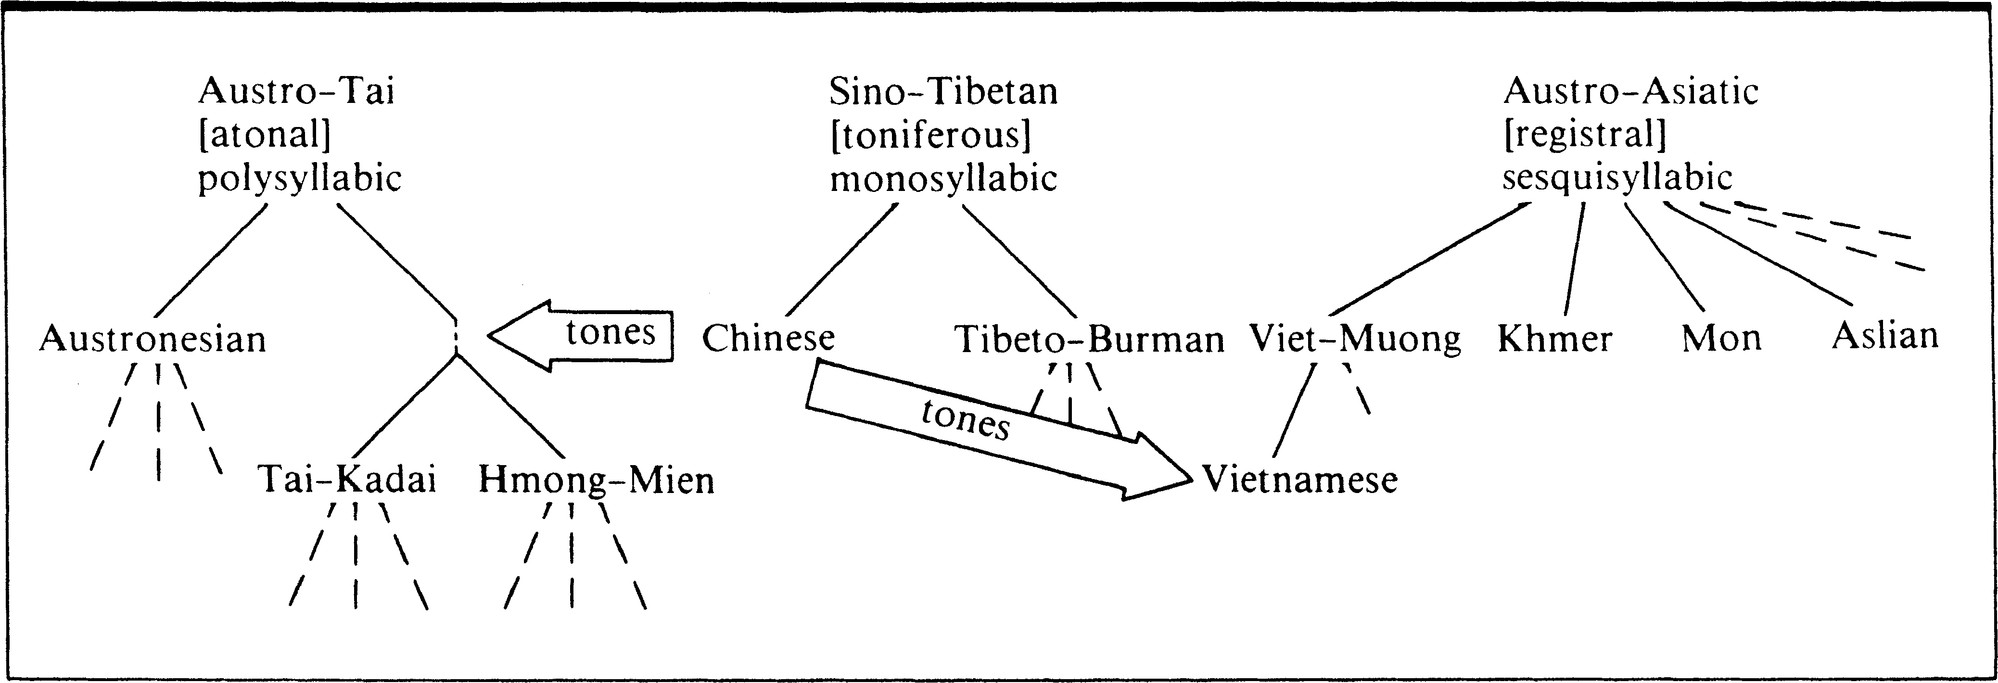 Austro-Tai
[atonal]
polysyllabic
Sino-Tibetan
[toniferous]
monosyllabic
Austro-Asiatic
[registral]
sesquisyllabic
Austronesian
tones
Chinese
Tibeto-Burman
Viet-Muong
Khmer
Mon
Aslian
tones
Tai-Kadai
Hmong-Mien
Vietnamese